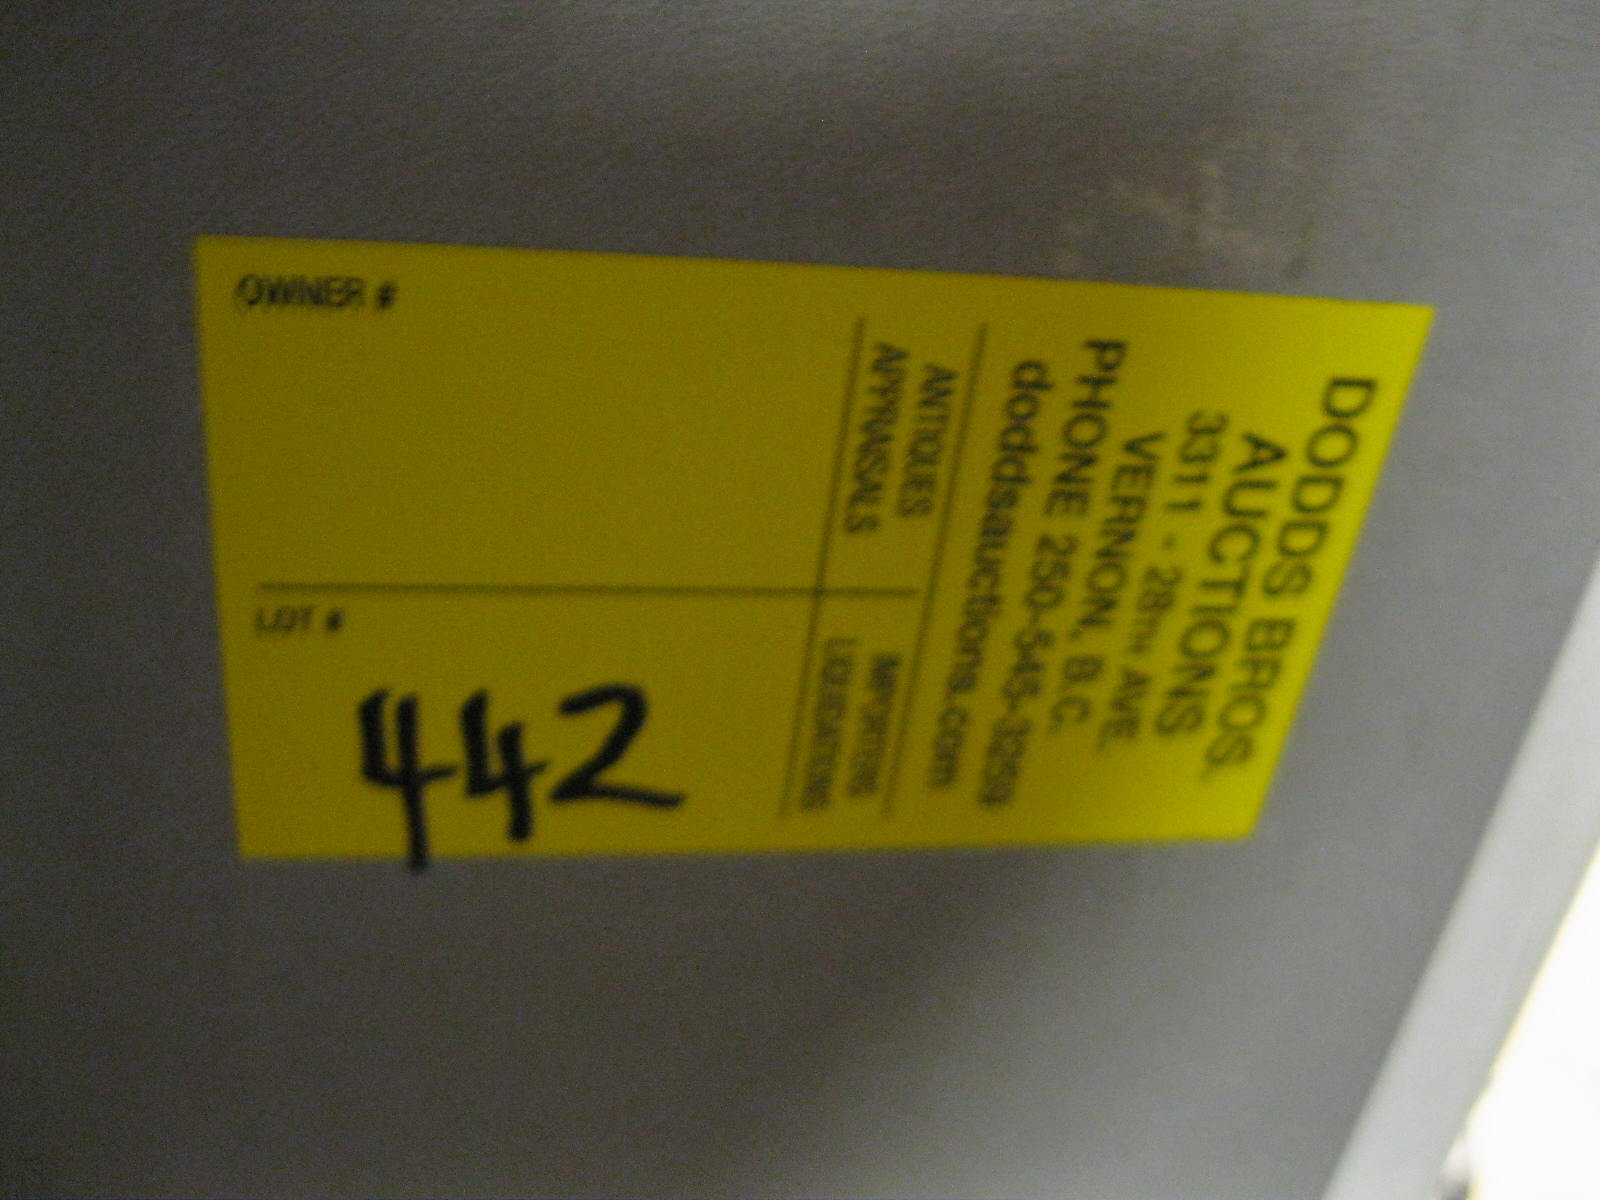 DODDS BROS.
AUCTIONS
3311 - 28TH AVE.
VERNON, B.C.
PHONE 250-545-3259
doddsauctions.com
ANTIQUES IMPORTERS
APPRAISALS LIQUIDATIONS
OWNER #
LOT #
442